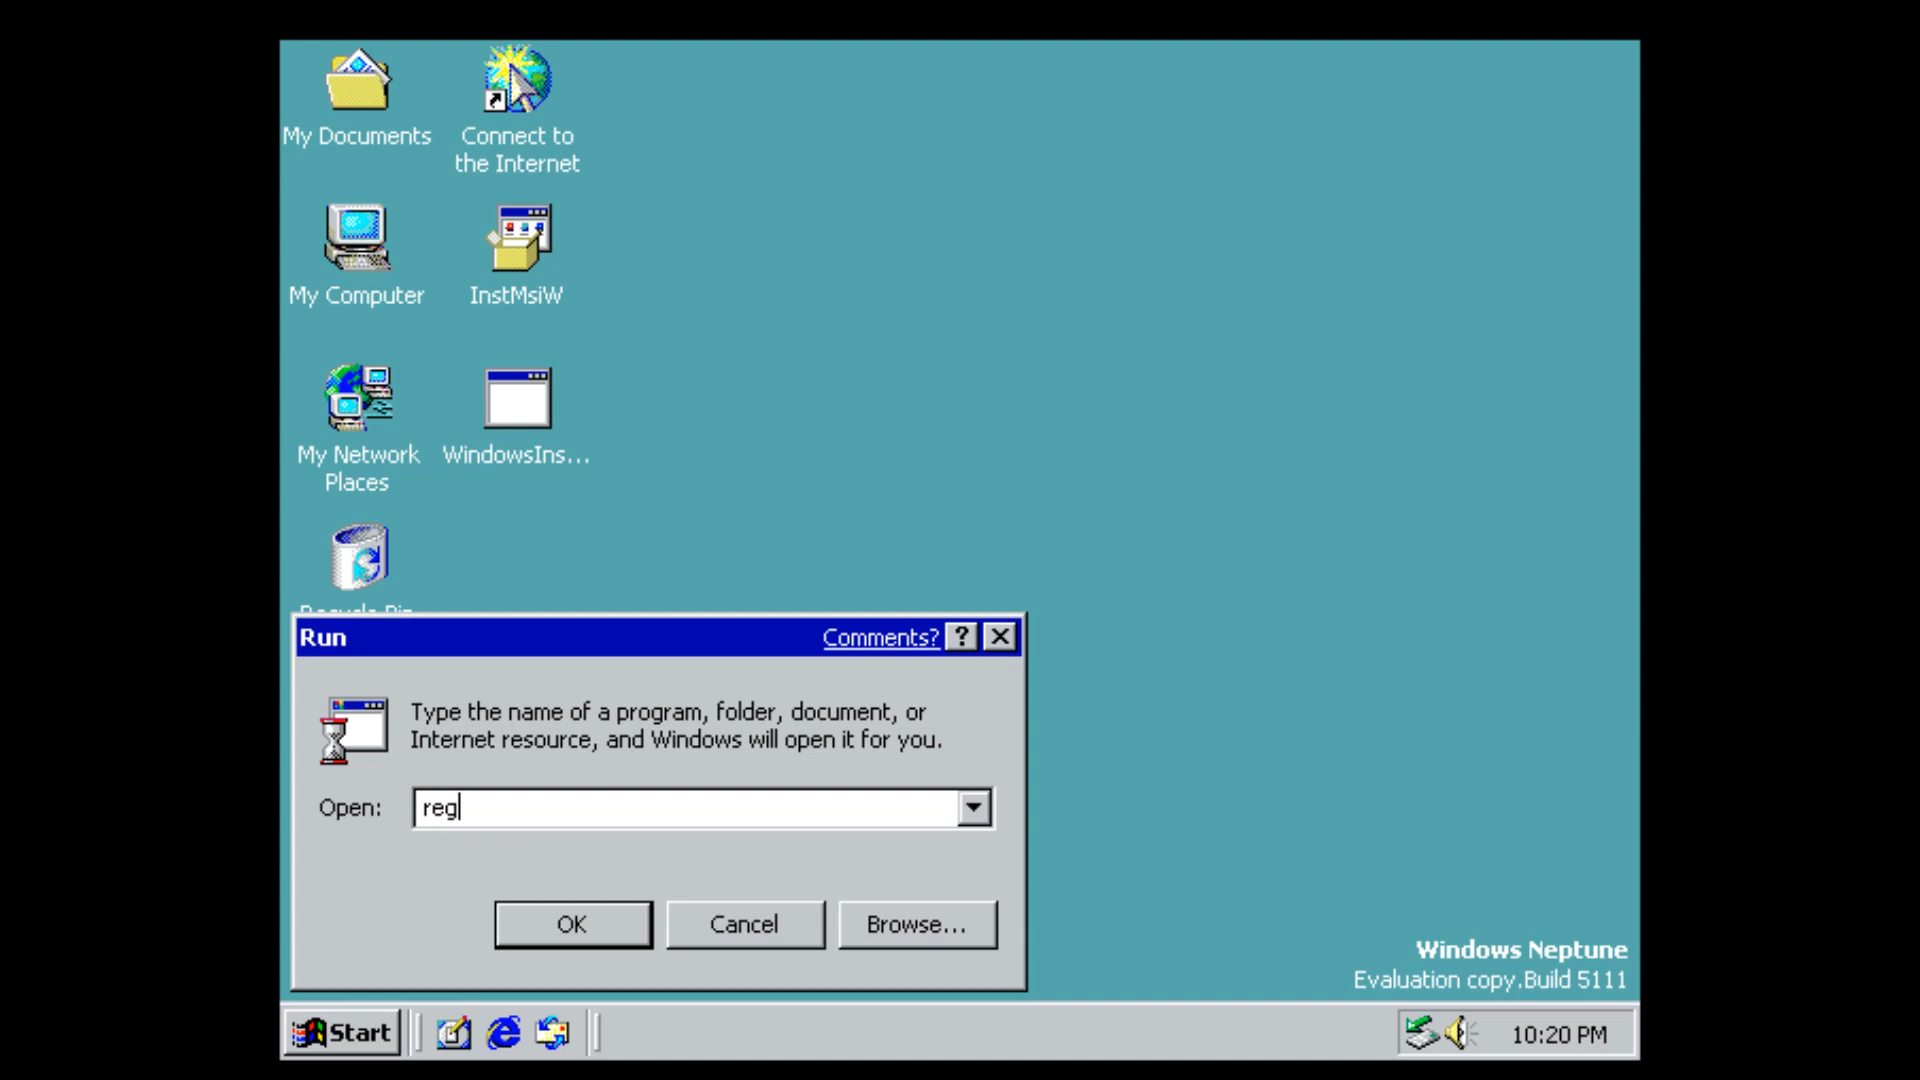 My Documents
Connect to
the Internet
My Computer
InstMsiW
My Network
Places
WindowsIns...
Recycle Bin
Run
Comments?
Type the name of a program, folder, document, or
Internet resource, and Windows will open it for you.
Open:
reg
OK
Cancel
Browse...
Windows Neptune
Evaluation copy.Build 5111
Start
10:20 PM